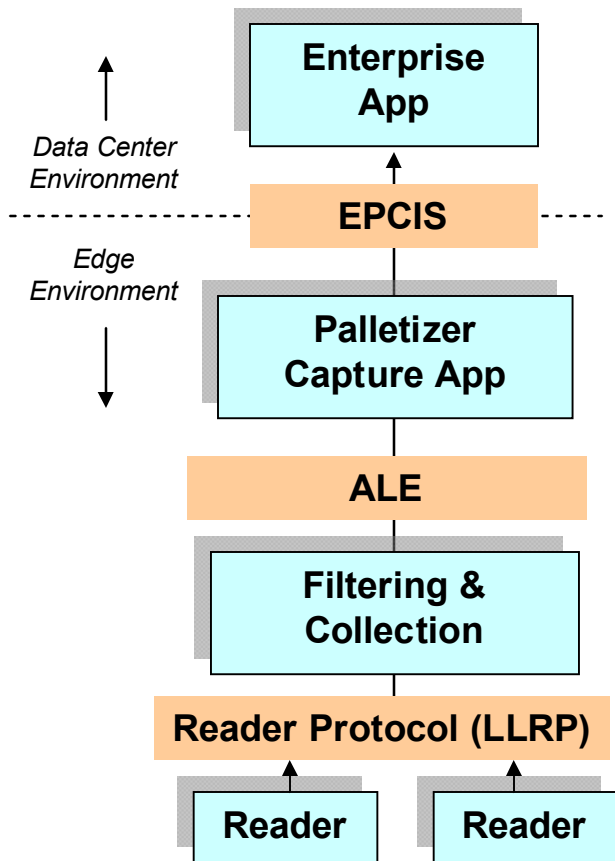 Enterprise
App
Data Center
Environment
EPCIS
Edge
Environment
Palletizer
Capture App
ALE
Filtering &
Collection
Reader Protocol (LLRP)
Reader
Reader